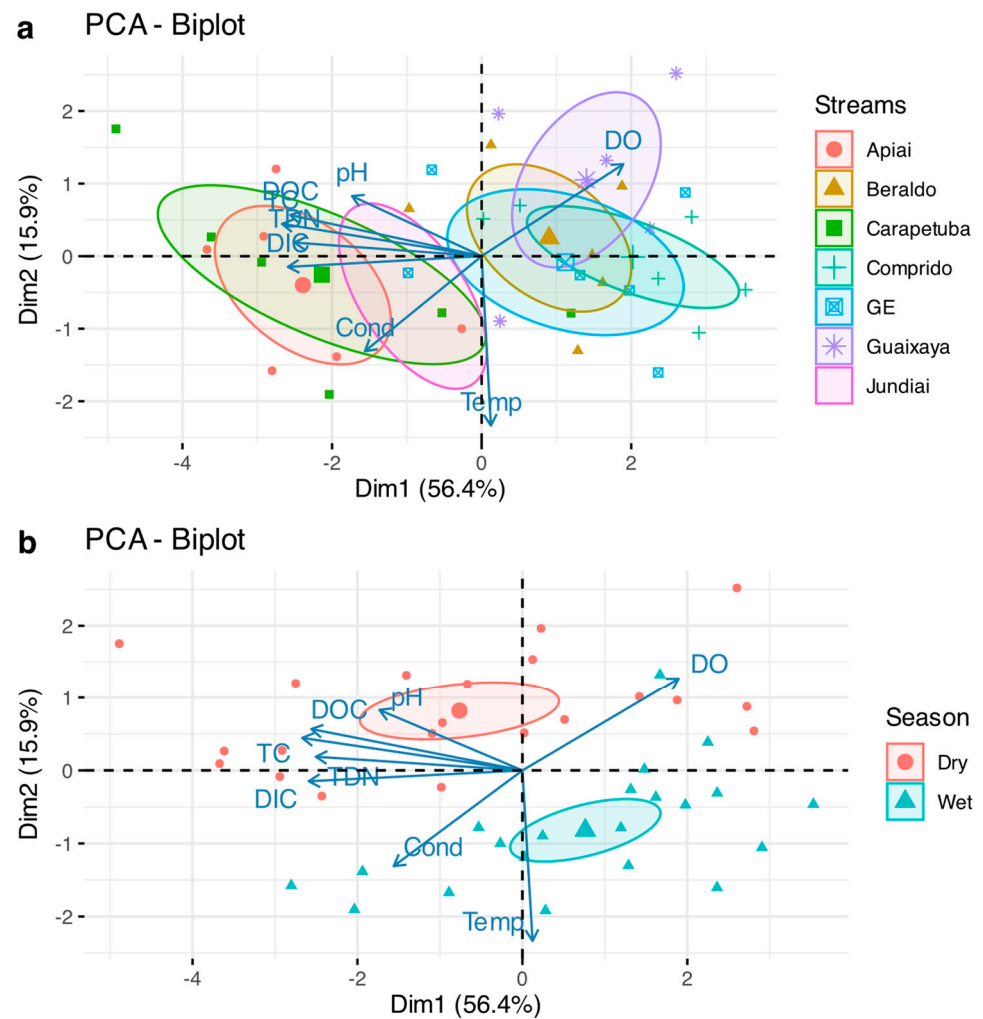 a
PCA - Biplot
Dim2 (15.9%)
2
1
0
-1
-2
DO
pH
DOC
TC
TDN
DIC
Cond
Temp
-4
-2
0
2
Dim1 (56.4%)
Streams
Apiai
Beraldo
Carapetuba
Comprido
GE
Guaixaya
Jundiai
b
PCA - Biplot
Dim2 (15.9%)
2
1
0
-1
-2
DO
pH
DOC
TC
TDN
DIC
Cond
Temp
-2
0
2
Dim1 (56.4%)
Season
Dry
Wet